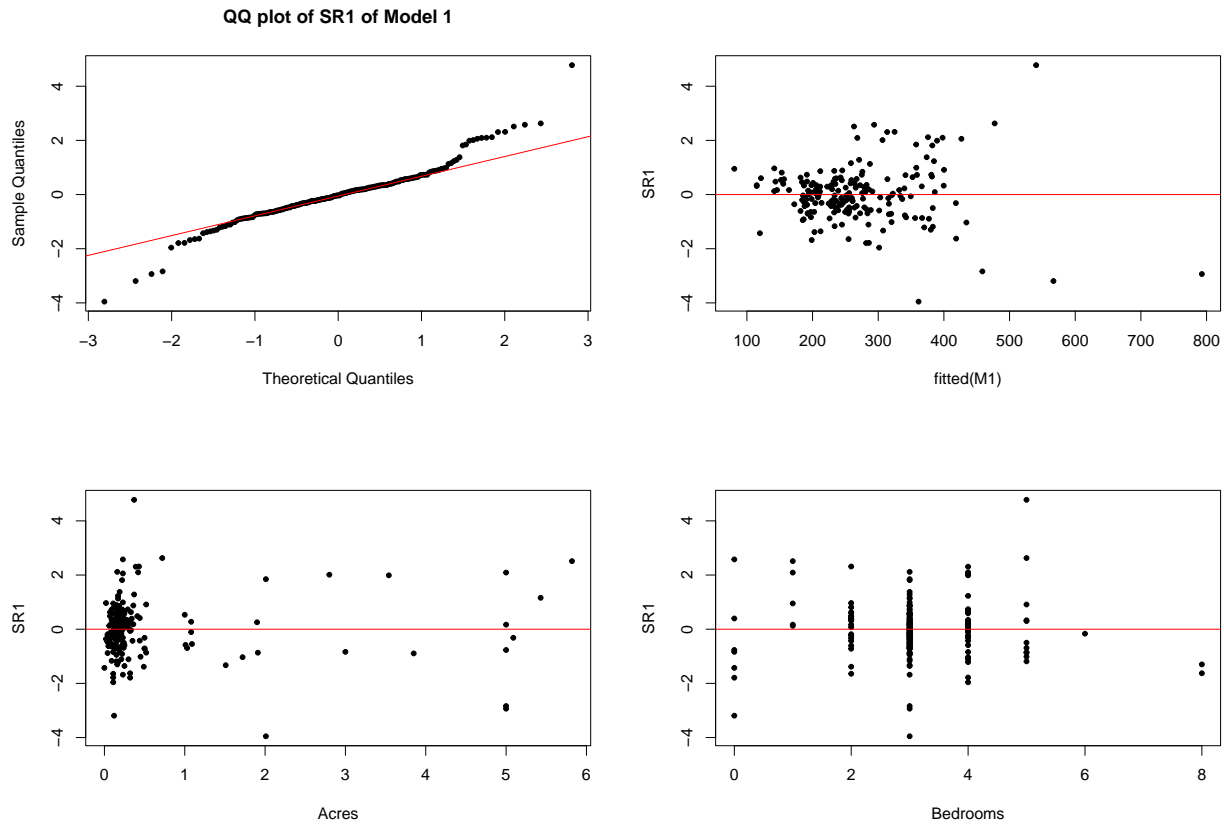 QQ plot of SR1 of Model 1
Sample Quantiles
4
2
0
−2
−4
−3 −2 −1 0 1 2 3
Theoretical Quantiles
SR1
4
2
0
−2
−4
100 200 300 400 500 600 700 800
fitted(M1)
SR1
4
2
0
−2
−4
0 1 2 3 4 5 6
Acres
SR1
4
2
0
−2
−4
0 2 4 6 8
Bedrooms